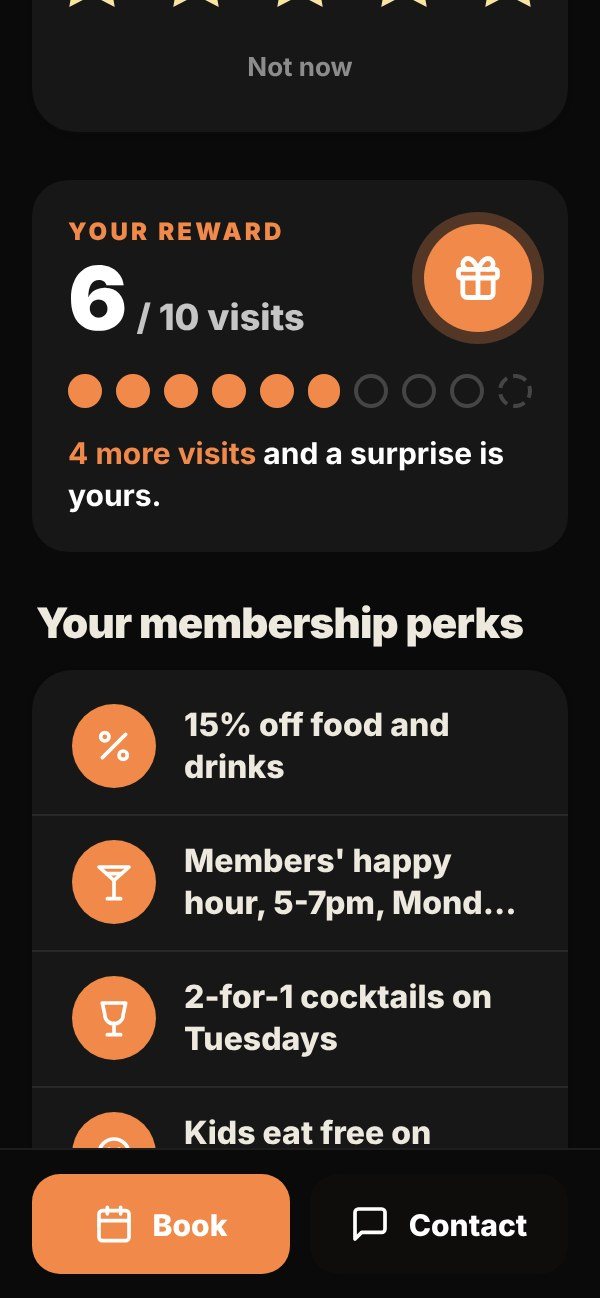 Not now
YOUR REWARD
6 / 10 visits
4 more visits and a surprise is
yours.
Your membership perks
15% off food and
drinks
Members' happy
hour, 5-7pm, Mond...
2-for-1 cocktails on
Tuesdays
Kids eat free on
Book
Contact